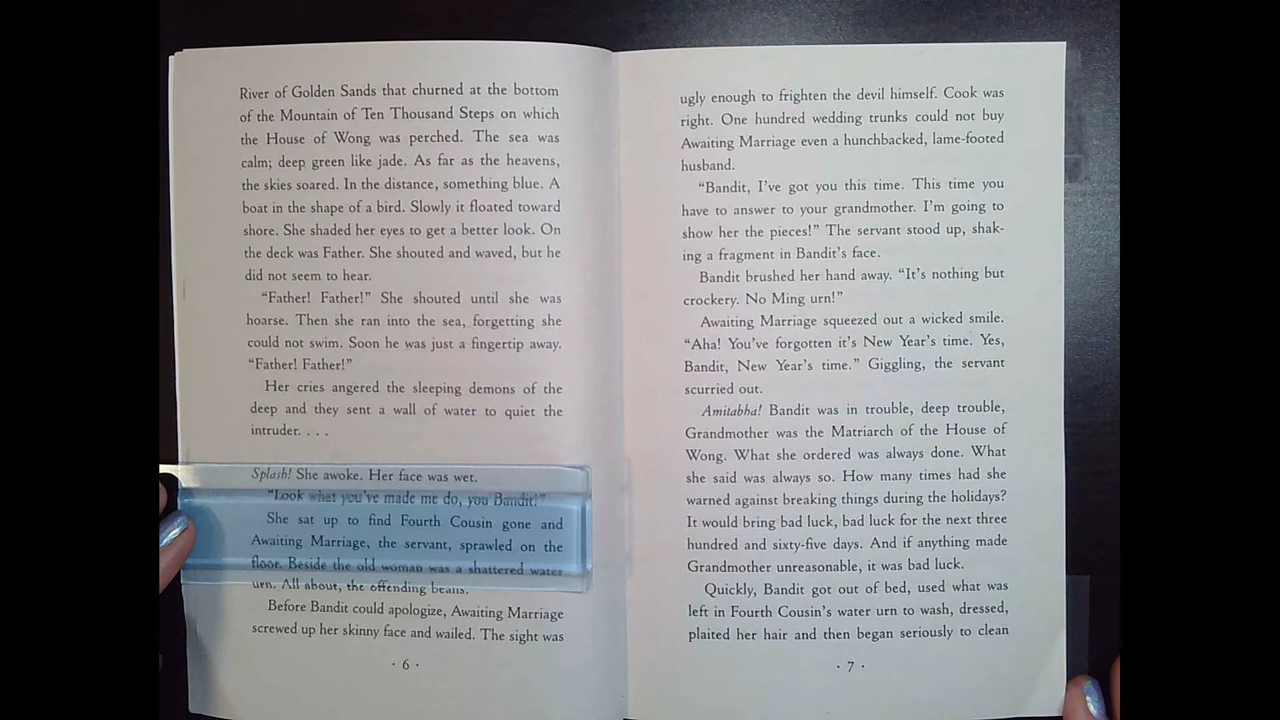 River of Golden Sands that churned at the bottom
of the Mountain of Ten Thousand Steps on which
the House of Wong was perched. The sea was
calm; deep green like jade. As far as the heavens,
the skies soared. In the distance, something blue. A
boat in the shape of a bird. Slowly it floated toward
shore. She shaded her eyes to get a better look. On
the deck was Father. She shouted and waved, but he
did not seem to hear.
“Father! Father!” She shouted until she was
hoarse. Then she ran into the sea, forgetting she
could not swim. Soon he was just a fingertip away.
“Father! Father!”
Her cries angered the sleeping demons of the
deep and they sent a wall of water to quiet the
intruder. . . .
Splash! She awoke. Her face was wet.
“Look what you’ve made me do, you Bandit!”
She sat up to find Fourth Cousin gone and
Awaiting Marriage, the servant, sprawled on the
floor. Beside the old woman was a shattered water
urn. All about, the offending beans.
Before Bandit could apologize, Awaiting Marriage
screwed up her skinny face and wailed. The sight was
· 6 ·
ugly enough to frighten the devil himself. Cook was
right. One hundred wedding trunks could not buy
Awaiting Marriage even a hunchbacked, lame-footed
husband.
“Bandit, I’ve got you this time. This time you
have to answer to your grandmother. I’m going to
show her the pieces!” The servant stood up, shak-
ing a fragment in Bandit’s face.
Bandit brushed her hand away. “It’s nothing but
crockery. No Ming urn!”
Awaiting Marriage squeezed out a wicked smile.
“Aha! You’ve forgotten it’s New Year’s time. Yes,
Bandit, New Year’s time.” Giggling, the servant
scurried out.
Amitabha! Bandit was in trouble, deep trouble,
Grandmother was the Matriarch of the House of
Wong. What she ordered was always done. What
she said was always so. How many times had she
warned against breaking things during the holidays?
It would bring bad luck, bad luck for the next three
hundred and sixty-five days. And if anything made
Grandmother unreasonable, it was bad luck.
Quickly, Bandit got out of bed, used what was
left in Fourth Cousin’s water urn to wash, dressed,
plaited her hair and then began seriously to clean
· 7 ·